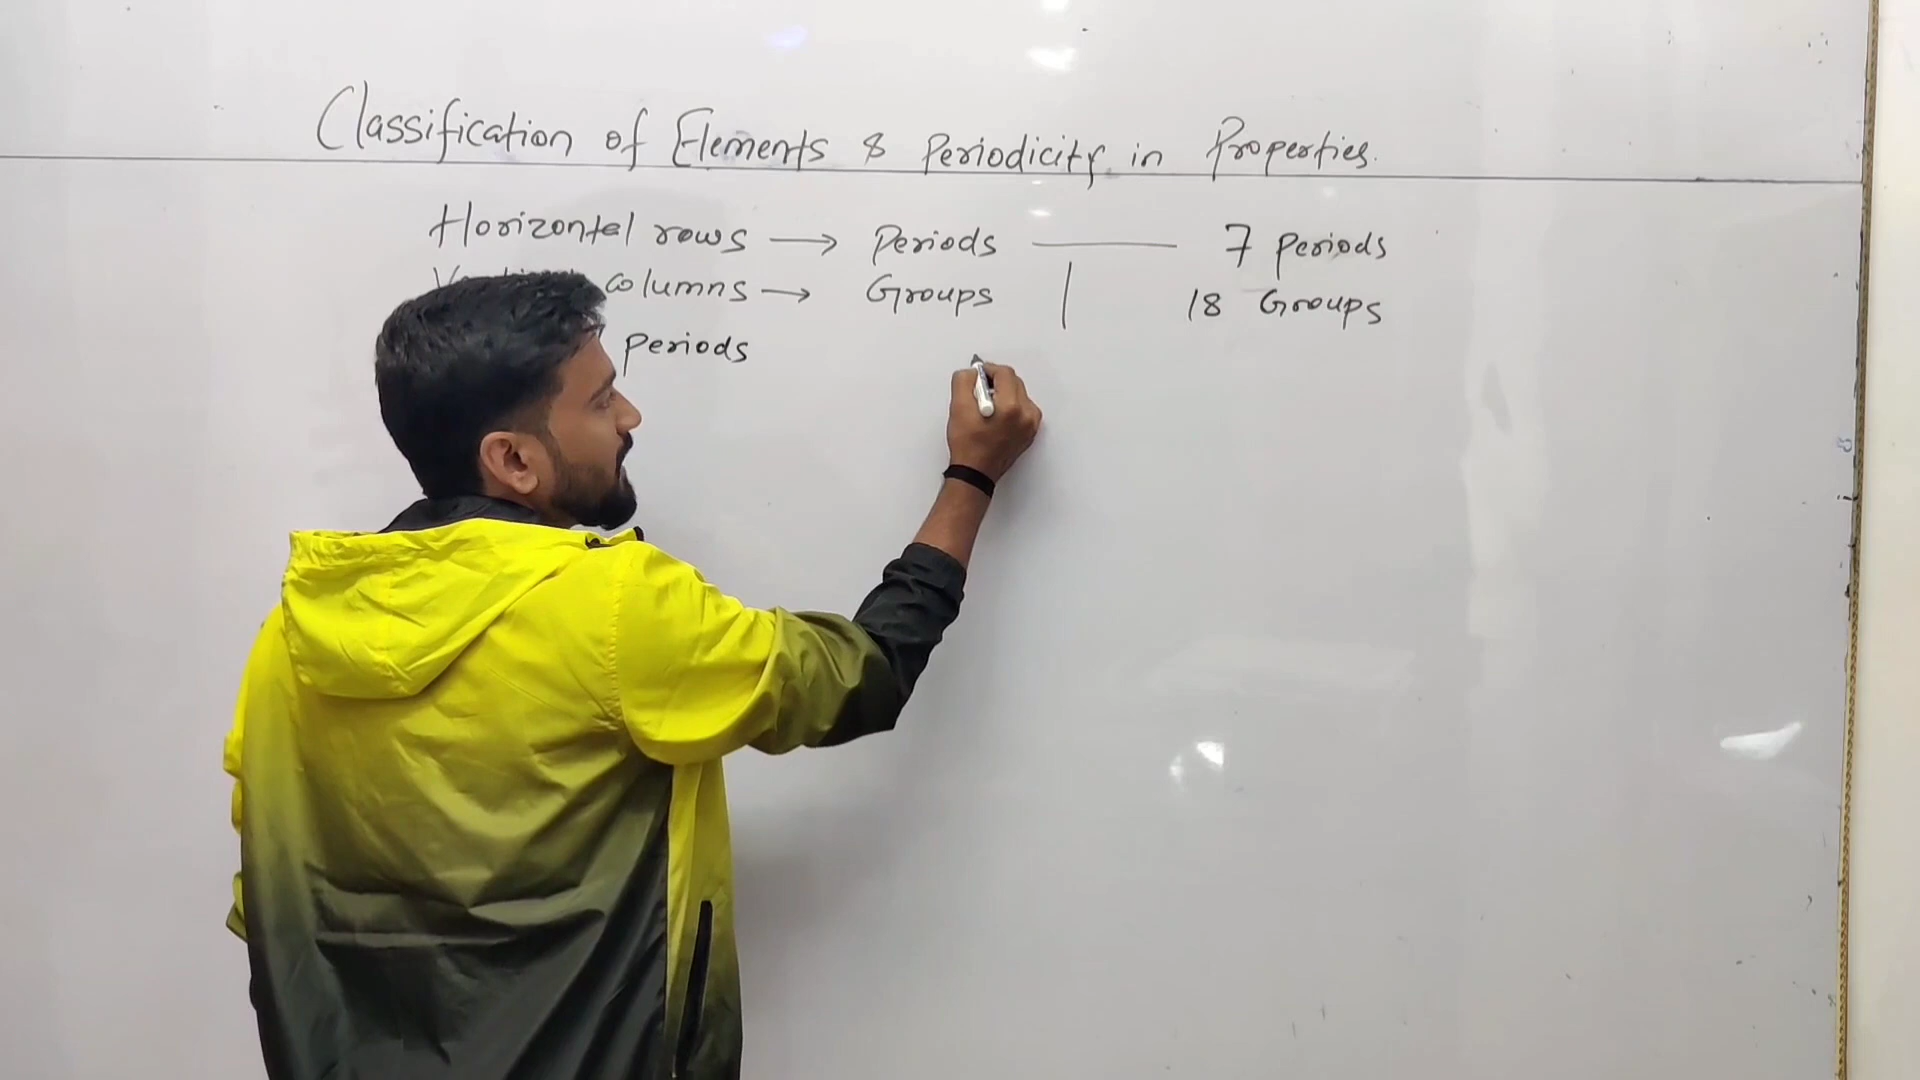 Classification of Elements & Periodicity in Properties.
Horizontal rows → Periods — 7 Periods
columns → Groups | 18 Groups
Periods